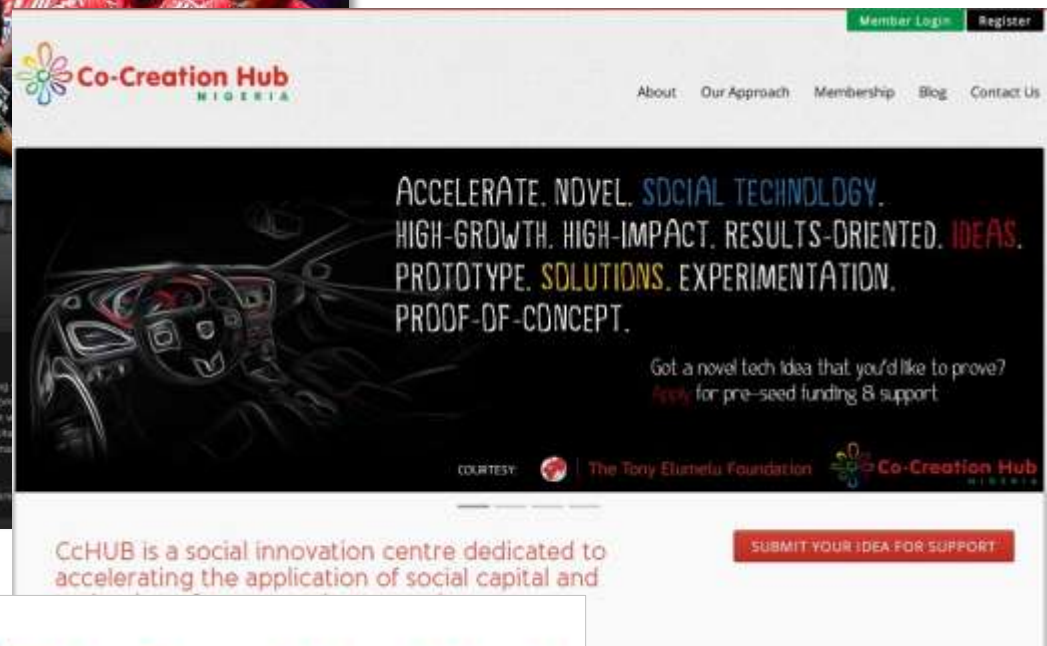 Member Login Register
Co-Creation Hub
NIGERIA
About Our Approach Membership Blog Contact Us
ACCELERATE. NOVEL. SOCIAL TECHNOLOGY.
HIGH-GROWTH. HIGH-IMPACT. RESULTS-ORIENTED. IDEAS.
PROTOTYPE. SOLUTIONS. EXPERIMENTATION.
PROOF-OF-CONCEPT.
Got a novel tech idea that you'd like to prove?
Apply for pre-seed funding & support
COURTESY: The Tony Elumelu Foundation Co-Creation Hub
NIGERIA
CcHUB is a social innovation centre dedicated to
accelerating the application of social capital and
SUBMIT YOUR IDEA FOR SUPPORT